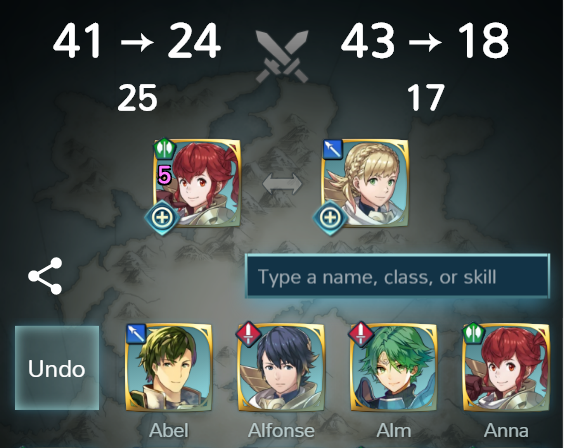 41 → 24 43 → 18
25 17
5
Type a name, class, or skill
Undo
Abel Alfonse Alm Anna